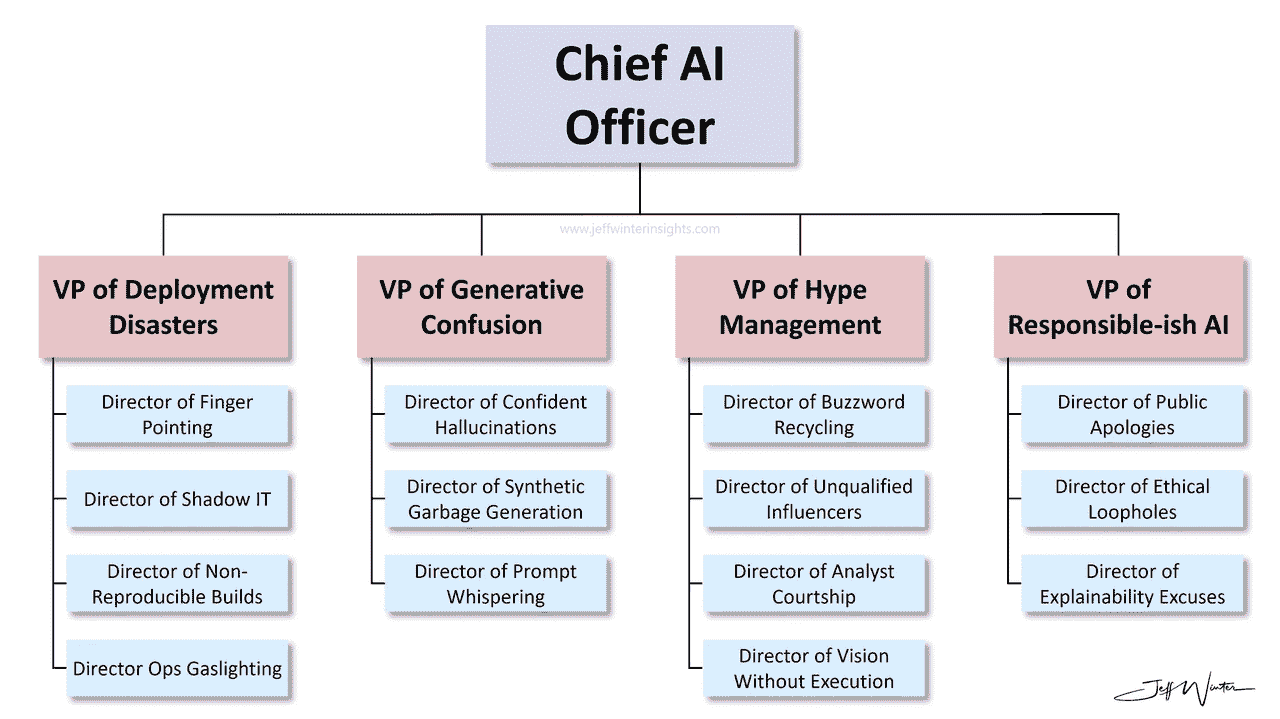 Chief AI
Officer
www.jeffwinterinsights.com
VP of Deployment
Disasters
Director of Finger
Pointing
Director of Shadow IT
Director of Non-
Reproducible Builds
Director Ops Gaslighting
VP of Generative
Confusion
Director of Confident
Hallucinations
Director of Synthetic
Garbage Generation
Director of Prompt
Whispering
VP of Hype
Management
Director of Buzzword
Recycling
Director of Unqualified
Influencers
Director of Analyst
Courtship
Director of Vision
Without Execution
VP of
Responsible-ish AI
Director of Public
Apologies
Director of Ethical
Loopholes
Director of
Explainability Excuses
Jeff Winter